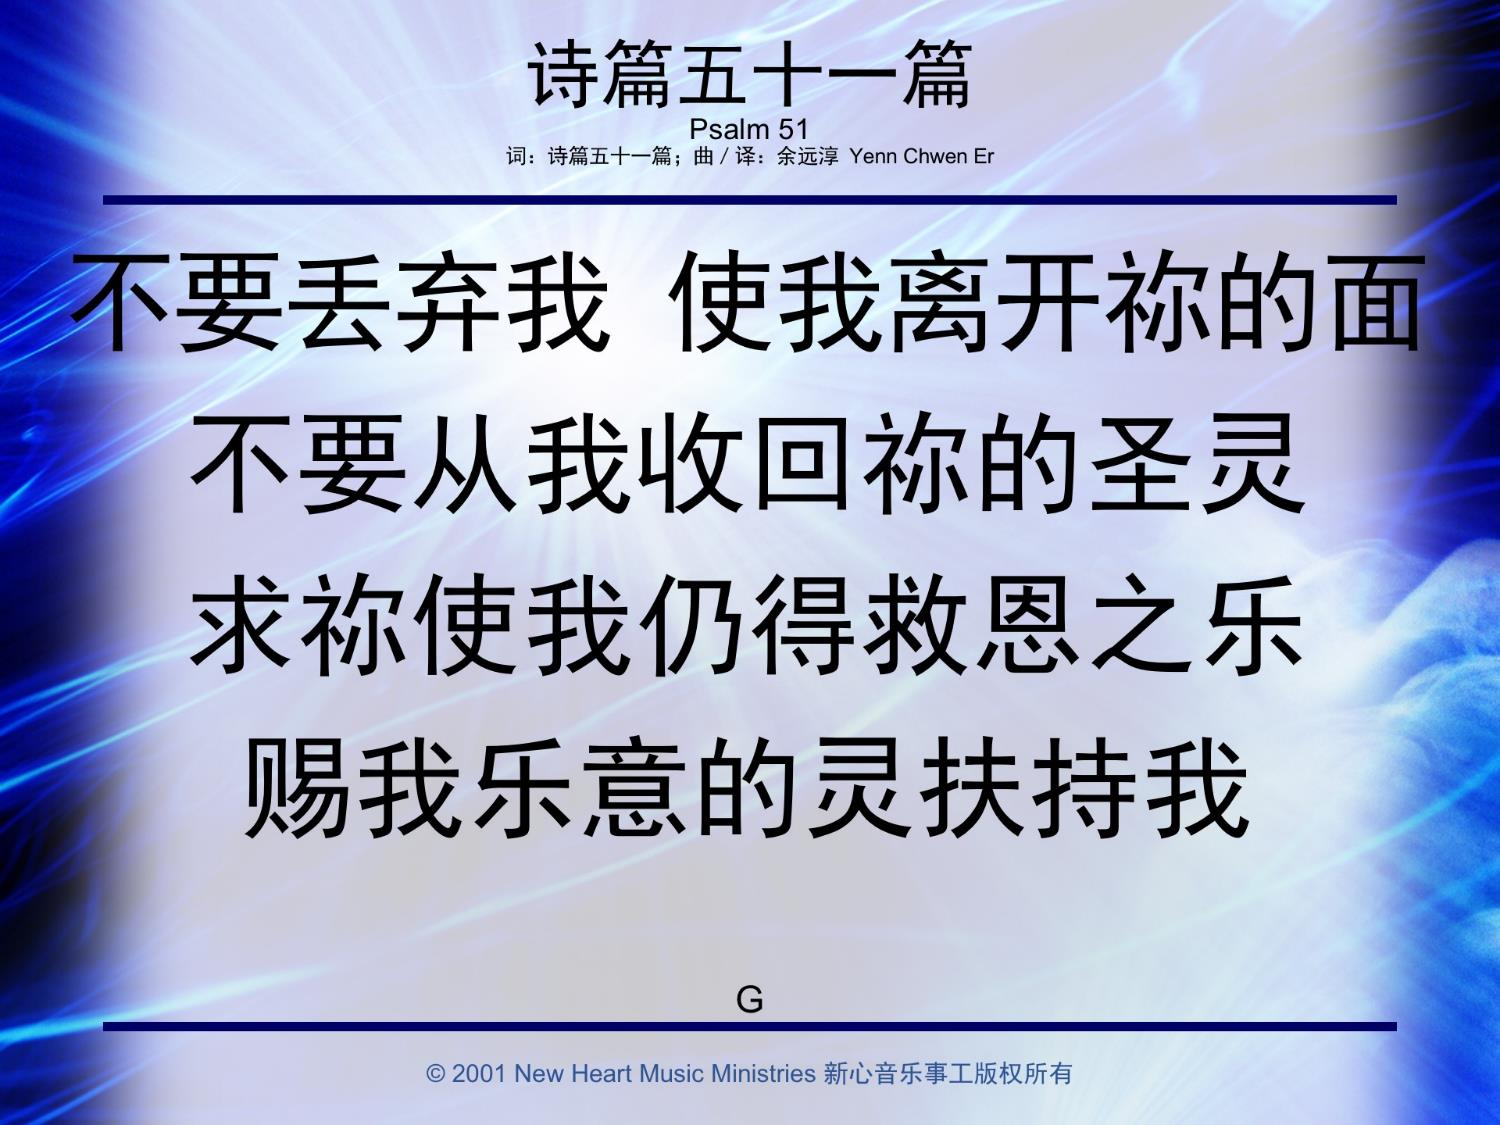 诗篇五十一篇
Psalm 51
词：诗篇五十一篇；曲 / 译：余远淳 Yenn Chwen Er
不要丢弃我 使我离开祢的面
不要从我收回祢的圣灵
求祢使我仍得救恩之乐
赐我乐意的灵扶持我
G
© 2001 New Heart Music Ministries 新心音乐事工版权所有